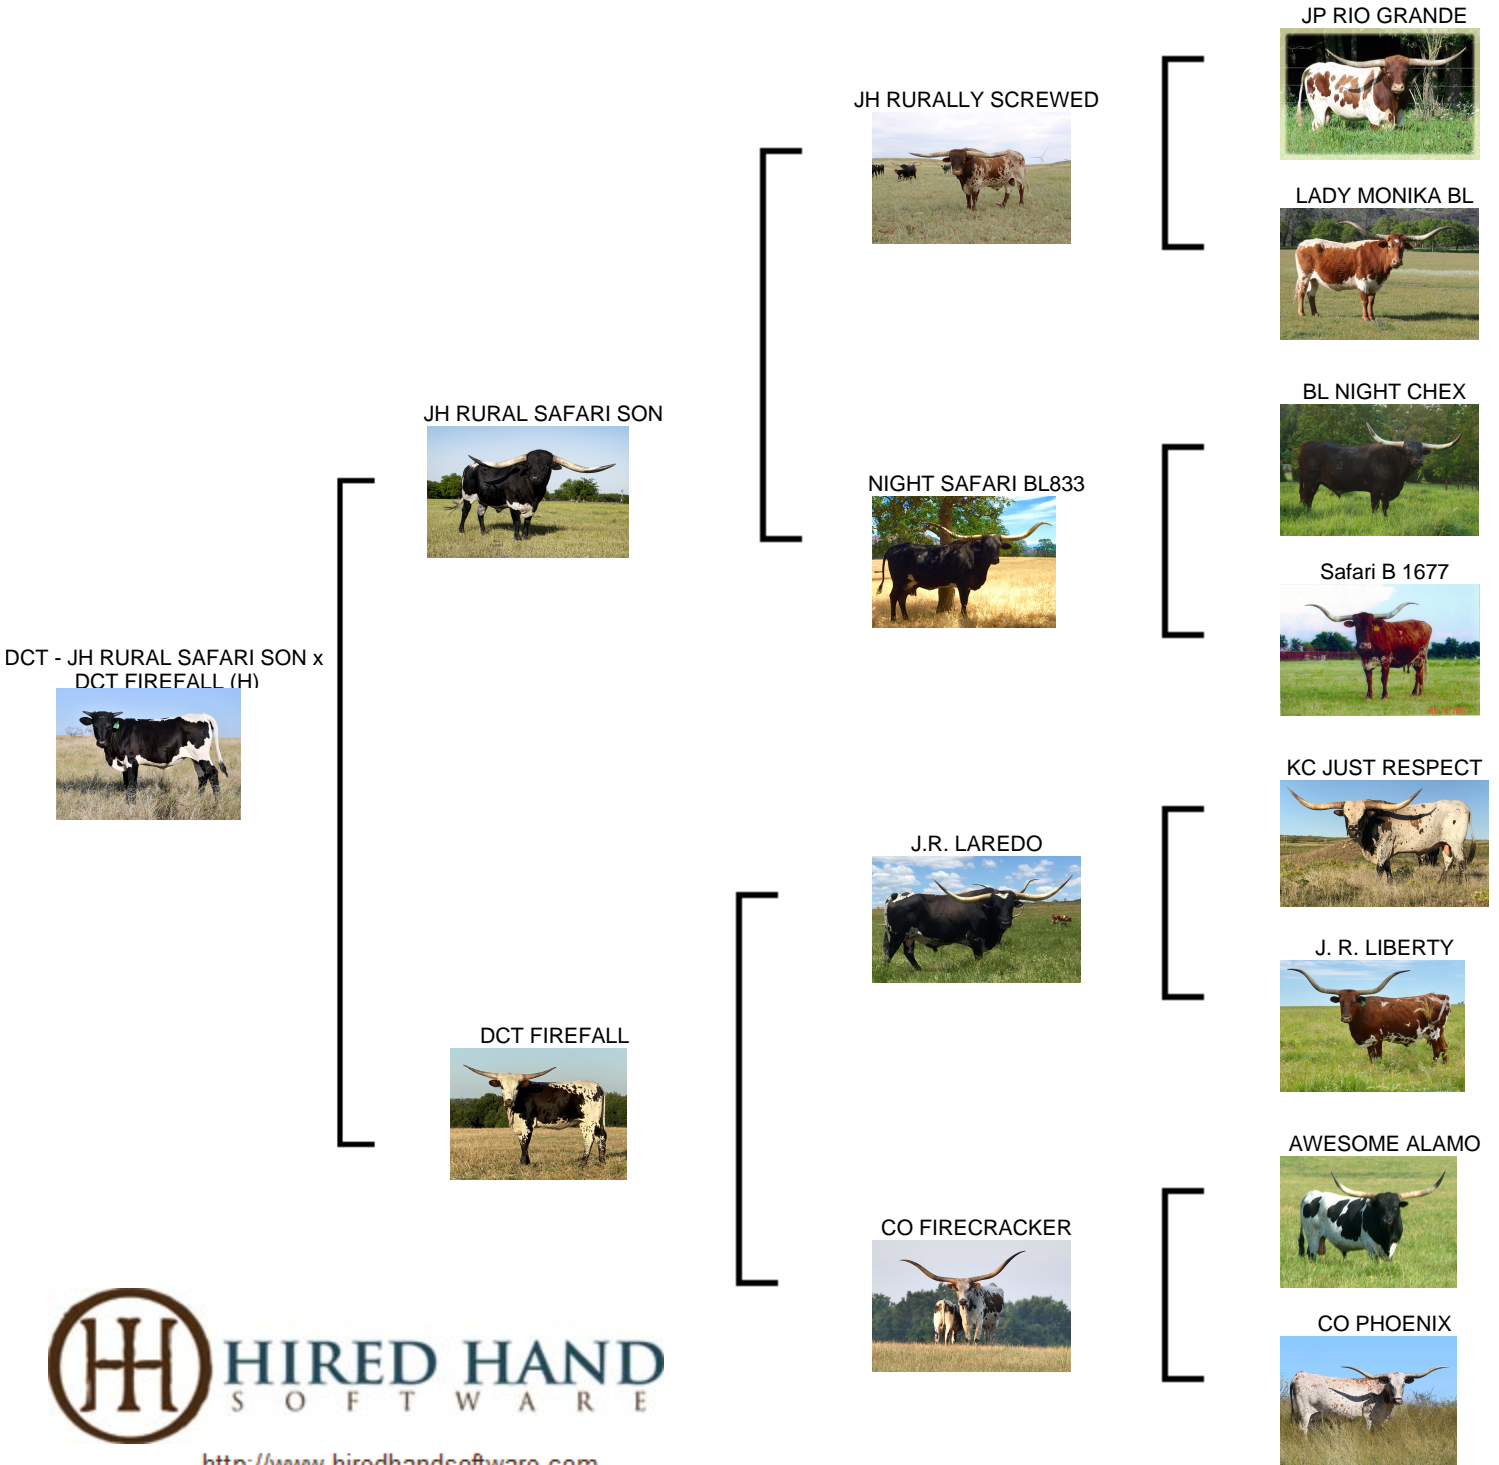 JP RIO GRANDE
JH RURALLY SCREWED
LADY MONIKA BL
BL NIGHT CHEX
JH RURAL SAFARI SON
NIGHT SAFARI BL833
Safari B 1677
DCT - JH RURAL SAFARI SON x
DCT FIREFALL (H)
KC JUST RESPECT
J.R. LAREDO
J. R. LIBERTY
DCT FIREFALL
AWESOME ALAMO
CO FIRECRACKER
CO PHOENIX
HIRED HAND
SOFTWARE
http://www.hiredhandsoftware.com